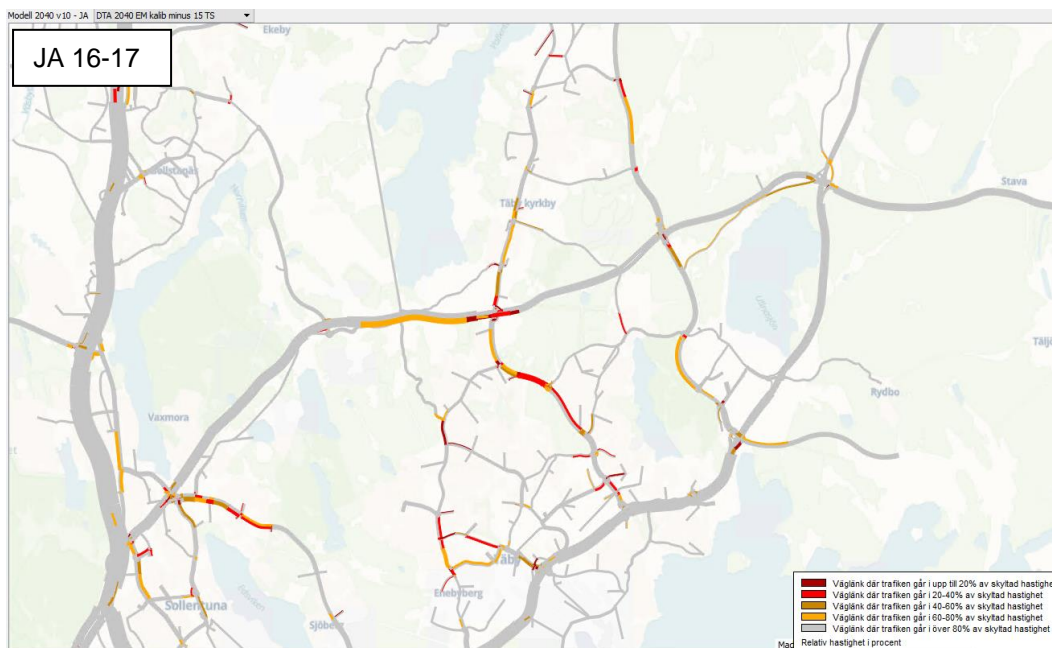 Modell 2040 v10 - JA DTA 2040 EM kalib minus 15 TS
JA 16-17
Ekeby
Täby kyrkby
Stava
Vaxmora
Rydbo
Täby
Enebyberg
Sollentuna
Väglänk där trafiken går i upp till 20% av skyltad hastighe
Väglänk där trafiken går i 20-40% av skyltad hastighet
Väglänk där trafiken går i 40-60% av skyltad hastighet
Väglänk där trafiken går i 60-80% av skyltad hastighet
Väglänk där trafiken går i över 80% av skyltad hastighet
Relativ hastighet i procent